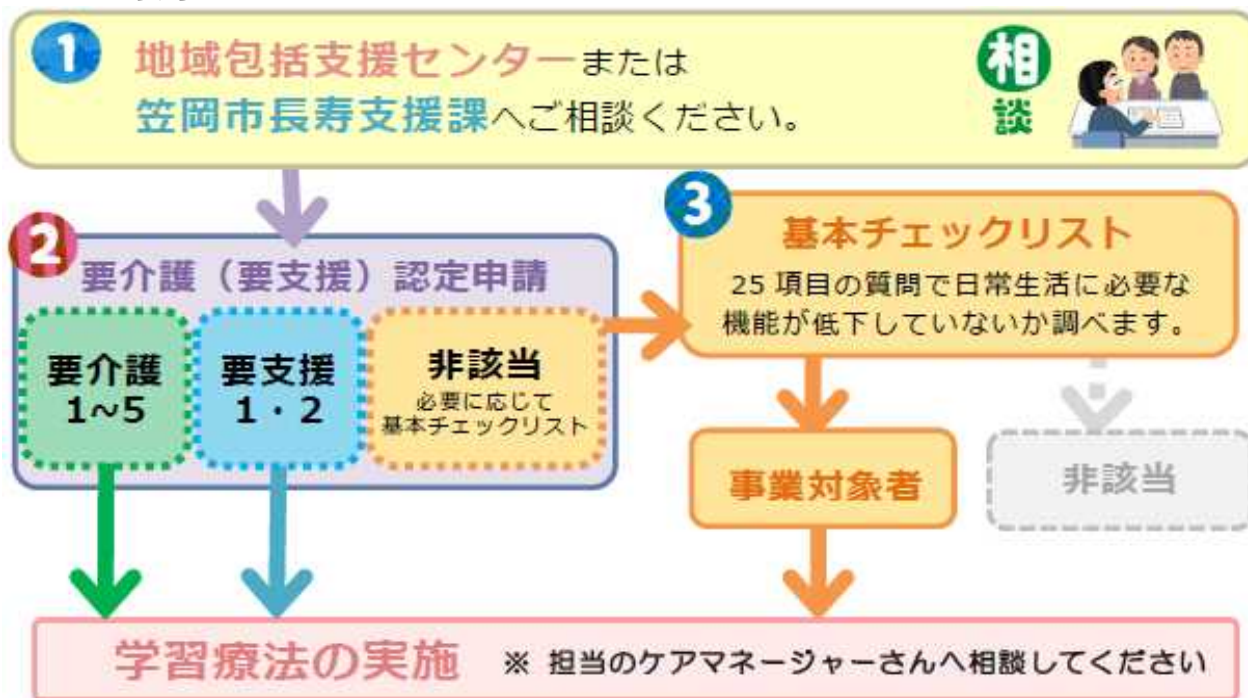 1
地域包括支援センターまたは
笠岡市長寿支援課へご相談ください。
相談
2
要介護（要支援）認定申請
要介護
1~5
要支援
1・2
非該当
必要に応じて
基本チェックリスト
3
基本チェックリスト
25 項目の質問で日常生活に必要な
機能が低下していないか調べます。
事業対象者
非該当
学習療法の実施 ※ 担当のケアマネージャーさんへ相談してください